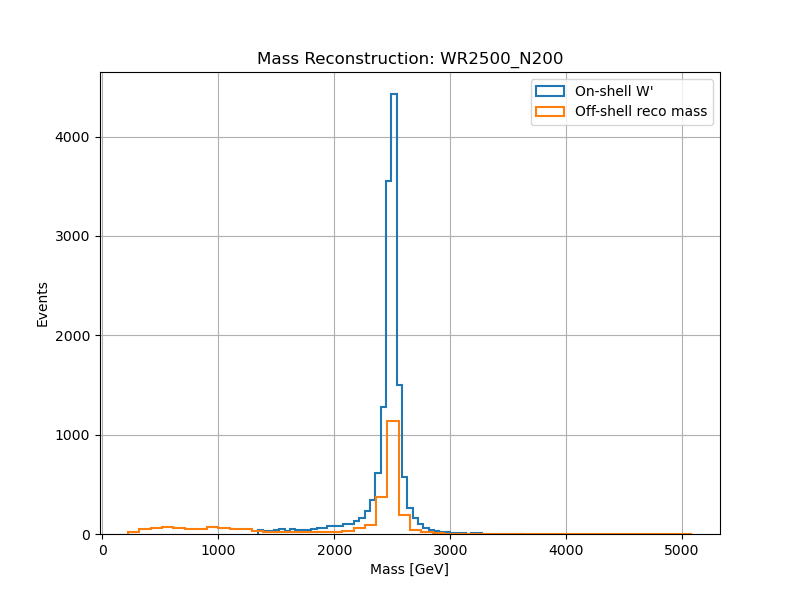 Mass Reconstruction: WR2500_N200
On-shell W'
Off-shell reco mass
Events
4000
3000
2000
1000
0
0 1000 2000 3000 4000 5000
Mass [GeV]